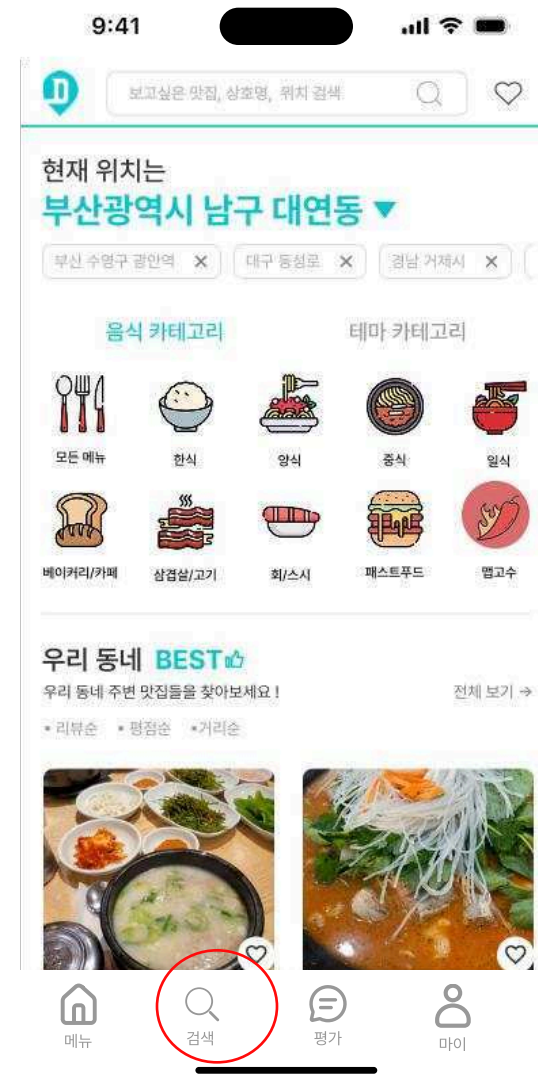 9:41
보고싶은 맛집, 상호명, 위치 검색
현재 위치는
부산광역시 남구 대연동 ▼
부산 수영구 광안역 ✕ 대구 동성로 ✕ 경남 거제시 ✕
음식 카테고리 테마 카테고리
모든 메뉴 한식 양식 중식 일식
베이커리/카페 삼겹살/고기 회/스시 패스트푸드 맵고수
우리 동네 BEST
우리 동네 주변 맛집들을 찾아보세요 !
전체 보기 →
• 리뷰순 • 평점순 •거리순
메뉴 검색 평가 마이